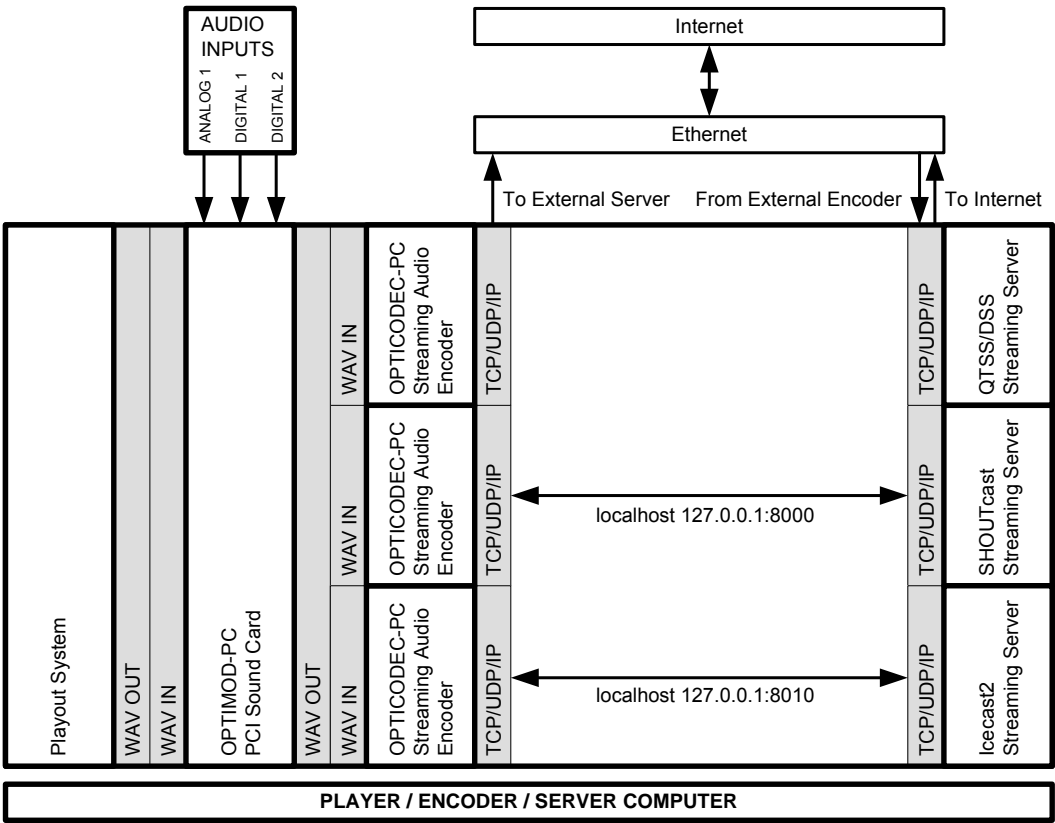 AUDIO
INPUTS
ANALOG 1
DIGITAL 1
DIGITAL 2
Internet
Ethernet
To External Server
From External Encoder
To Internet
Playout System
WAV OUT
WAV IN
OPTIMOD-PC
PCI Sound Card
WAV OUT
WAV IN
OPTICODEC-PC
Streaming Audio
Encoder
TCP/UDP/IP
TCP/UDP/IP
QTSS/DSS
Streaming Server
WAV IN
OPTICODEC-PC
Streaming Audio
Encoder
TCP/UDP/IP
localhost 127.0.0.1:8000
TCP/UDP/IP
SHOUTcast
Streaming Server
WAV IN
OPTICODEC-PC
Streaming Audio
Encoder
TCP/UDP/IP
localhost 127.0.0.1:8010
TCP/UDP/IP
Icecast2
Streaming Server
PLAYER / ENCODER / SERVER COMPUTER